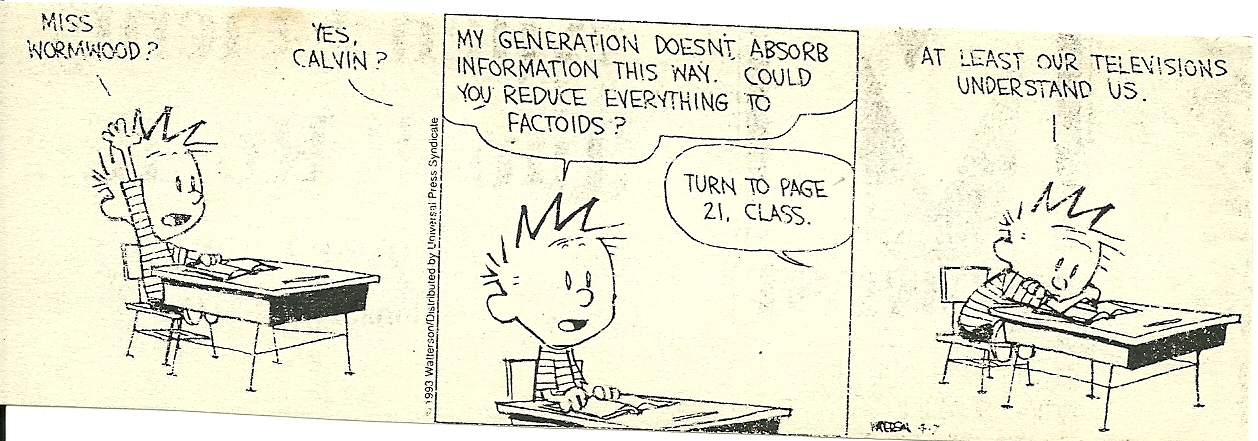 MISS
WORMWOOD?
YES,
CALVIN?
©1993 Watterson/Distributed by Universal Press Syndicate
MY GENERATION DOESN'T ABSORB
INFORMATION THIS WAY. COULD
YOU REDUCE EVERYTHING TO
FACTOIDS?
TURN TO PAGE
21, CLASS.
AT LEAST OUR TELEVISIONS
UNDERSTAND US.